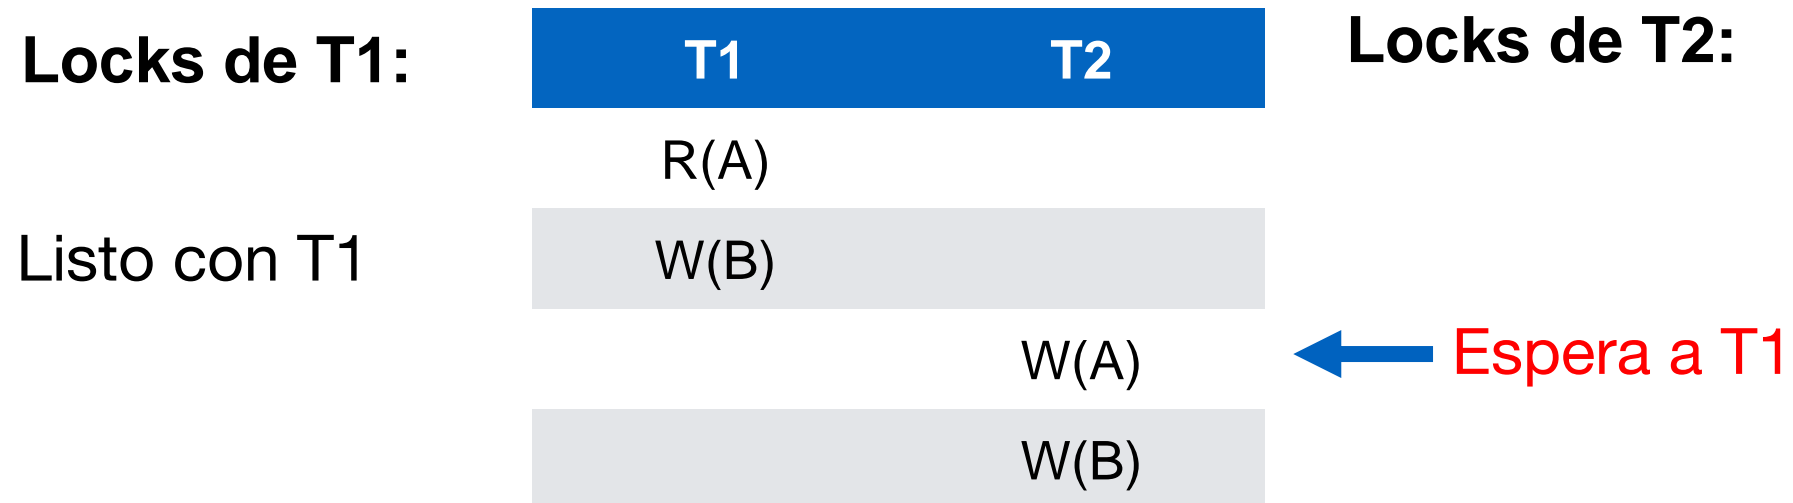 Locks de T1:
T1 T2
Locks de T2:
R(A)
Listo con T1
W(B)
W(A)
Espera a T1
W(B)